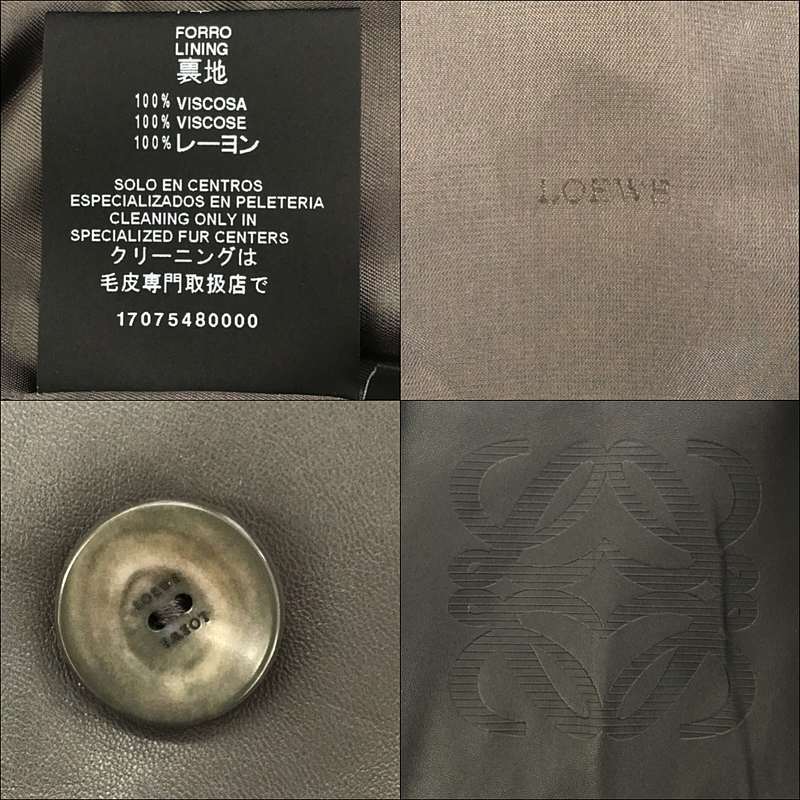 FORRO
LINING
裏地
100% VISCOSA
100% VISCOSE
100% レーヨン
SOLO EN CENTROS
ESPECIALIZADOS EN PELETERIA
CLEANING ONLY IN
SPECIALIZED FUR CENTERS
クリーニングは
毛皮専門取扱店で
17075480000
LOEWE
LOEWE
LOEWE